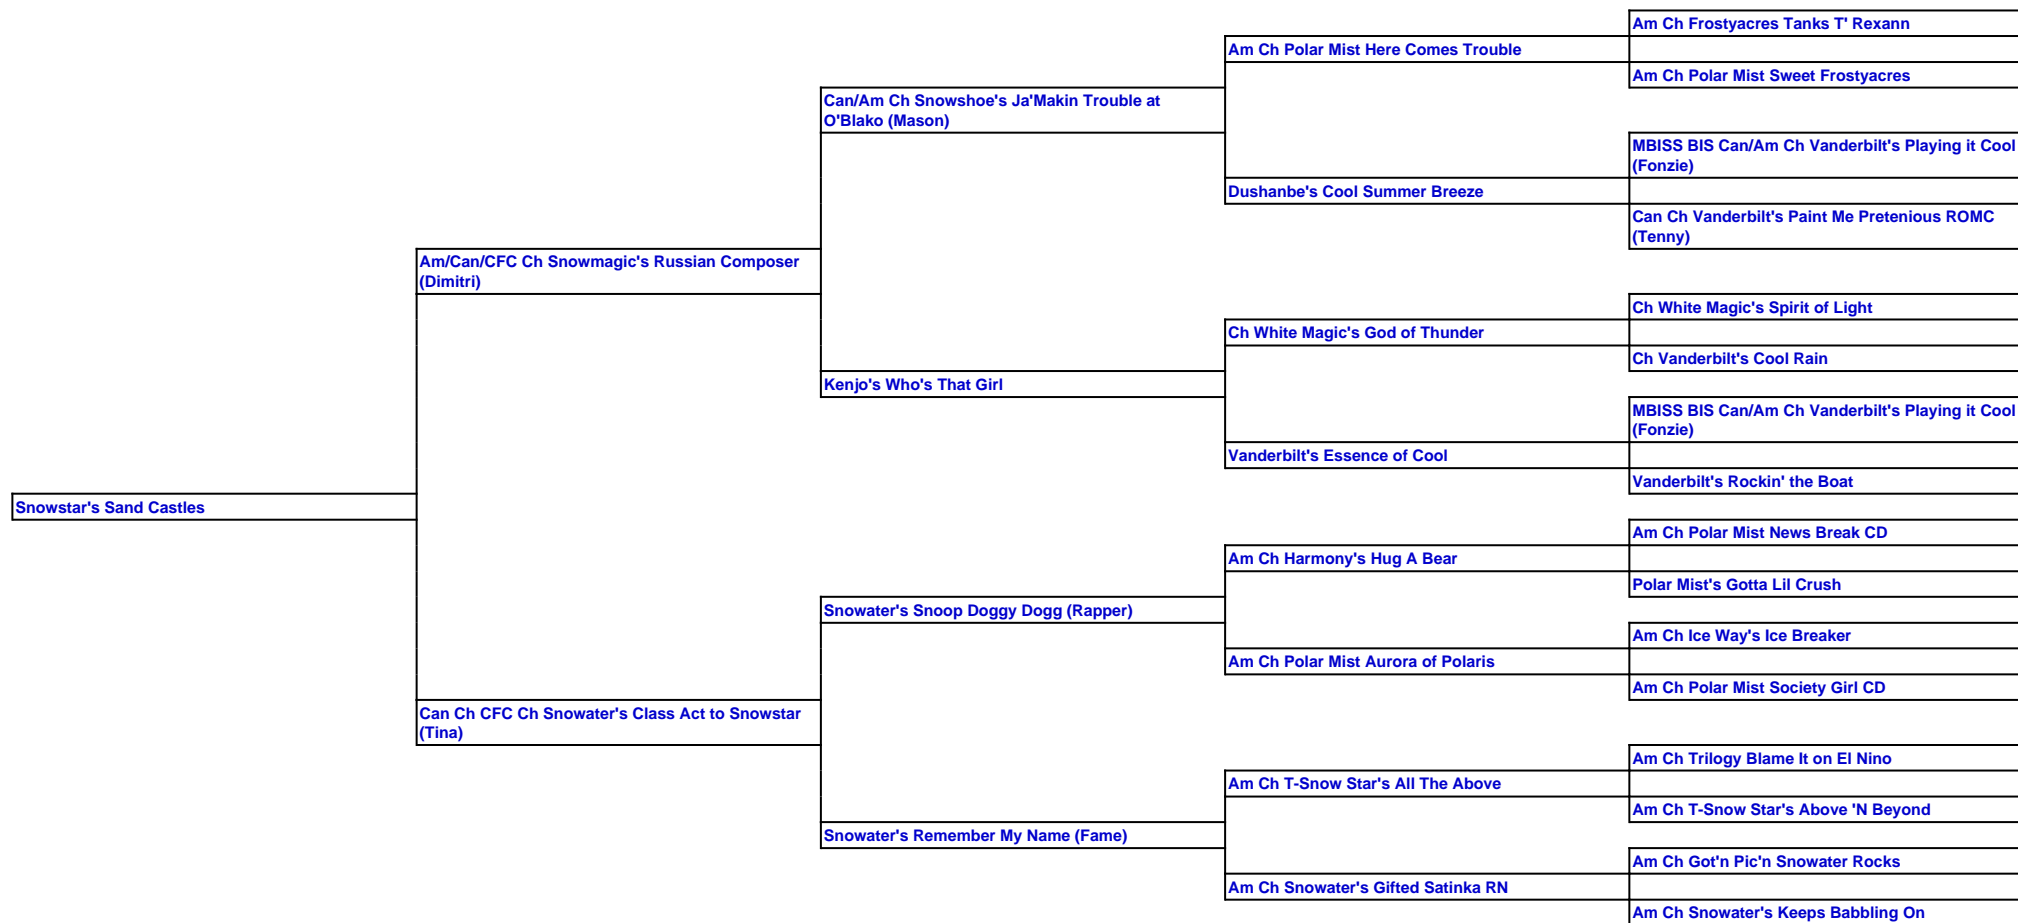 Am Ch Frostyacres Tanks T' Rexann
Am Ch Polar Mist Here Comes Trouble
Am Ch Polar Mist Sweet Frostyacres
Can/Am Ch Snowshoe's Ja'Makin Trouble at
O'Blako (Mason)
MBISS BIS Can/Am Ch Vanderbilt's Playing it Cool
(Fonzie)
Dushanbe's Cool Summer Breeze
Can Ch Vanderbilt's Paint Me Pretenious ROMC
(Tenny)
Am/Can/CFC Ch Snowmagic's Russian Composer
(Dimitri)
Ch White Magic's Spirit of Light
Ch White Magic's God of Thunder
Ch Vanderbilt's Cool Rain
Kenjo's Who's That Girl
MBISS BIS Can/Am Ch Vanderbilt's Playing it Cool
(Fonzie)
Vanderbilt's Essence of Cool
Vanderbilt's Rockin' the Boat
Snowstar's Sand Castles
Am Ch Polar Mist News Break CD
Am Ch Harmony's Hug A Bear
Polar Mist's Gotta Lil Crush
Snowater's Snoop Doggy Dogg (Rapper)
Am Ch Ice Way's Ice Breaker
Am Ch Polar Mist Aurora of Polaris
Am Ch Polar Mist Society Girl CD
Can Ch CFC Ch Snowater's Class Act to Snowstar
(Tina)
Am Ch Trilogy Blame It on El Nino
Am Ch T-Snow Star's All The Above
Am Ch T-Snow Star's Above 'N Beyond
Snowater's Remember My Name (Fame)
Am Ch Got'n Pic'n Snowater Rocks
Am Ch Snowater's Gifted Satinka RN
Am Ch Snowater's Keeps Babbling On